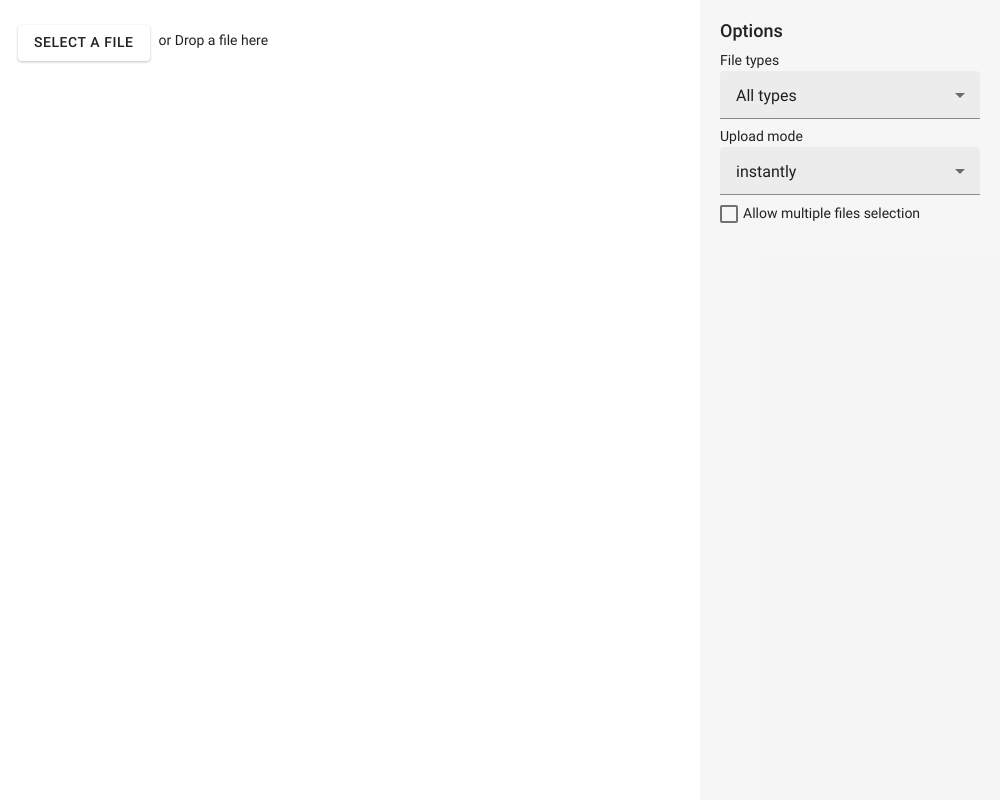 SELECT A FILE or Drop a file here
Options
File types
All types
Upload mode
instantly
Allow multiple files selection